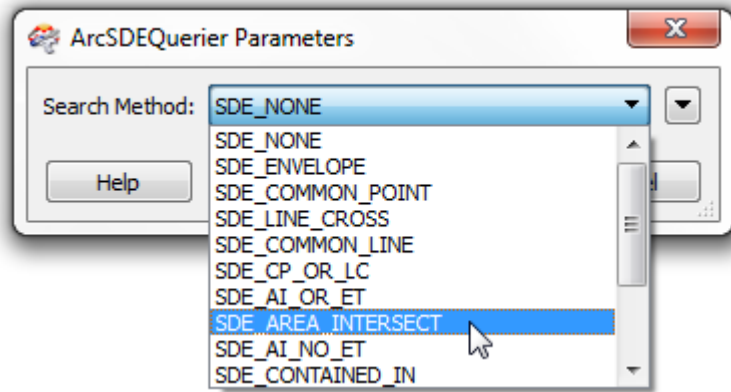 ArcSDEQuerier Parameters
Search Method: SDE_NONE
SDE_NONE
SDE_ENVELOPE
SDE_COMMON_POINT
SDE_LINE_CROSS
SDE_COMMON_LINE
SDE_CP_OR_LC
SDE_AI_OR_ET
SDE_AREA_INTERSECT
SDE_AI_NO_ET
SDE_CONTAINED_IN
Help